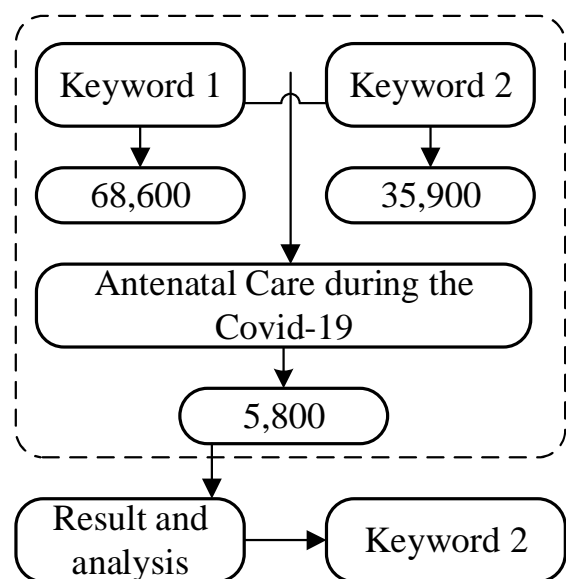 Keyword 1
Keyword 2
68,600
35,900
Antenatal Care during the
Covid-19
5,800
Result and
analysis
Keyword 2